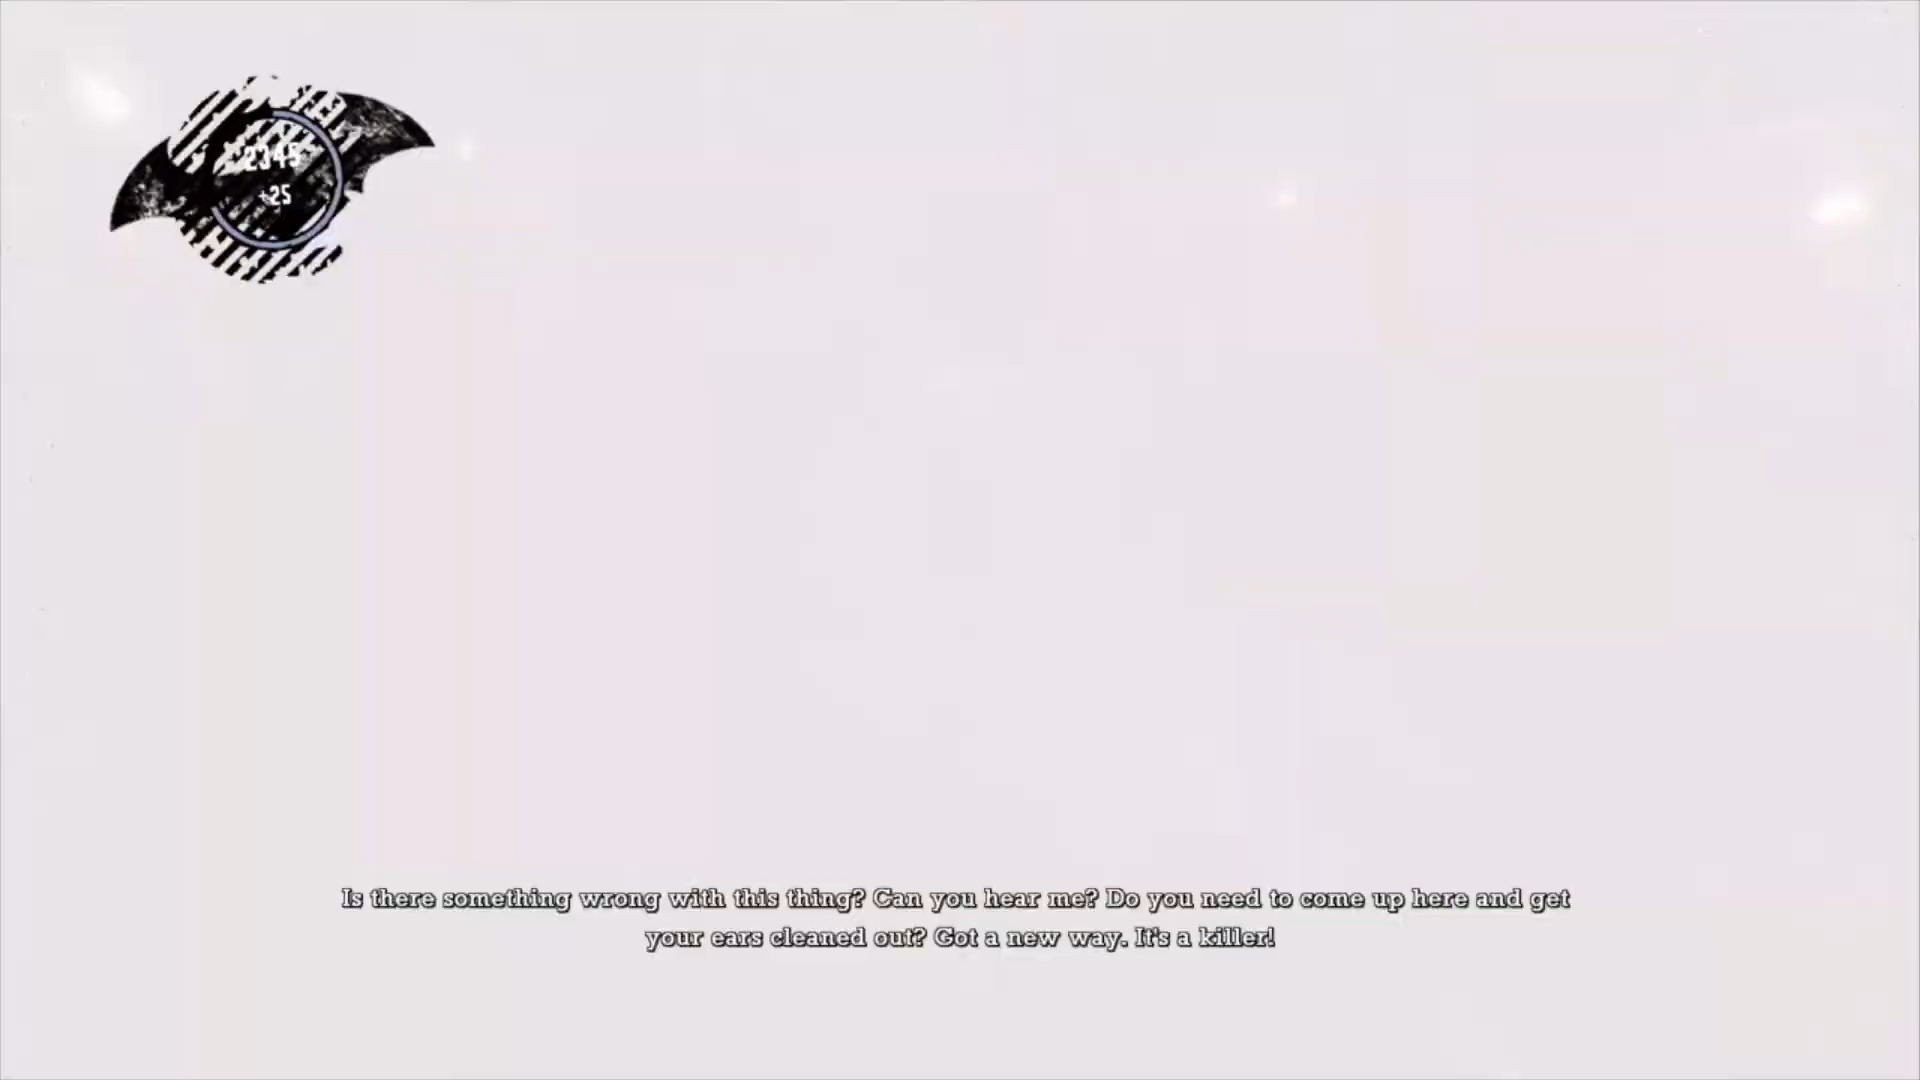 2345
+25
Is there something wrong with this thing? Can you hear me? Do you need to come up here and get
your ears cleaned out? Got a new way. It's a killer!